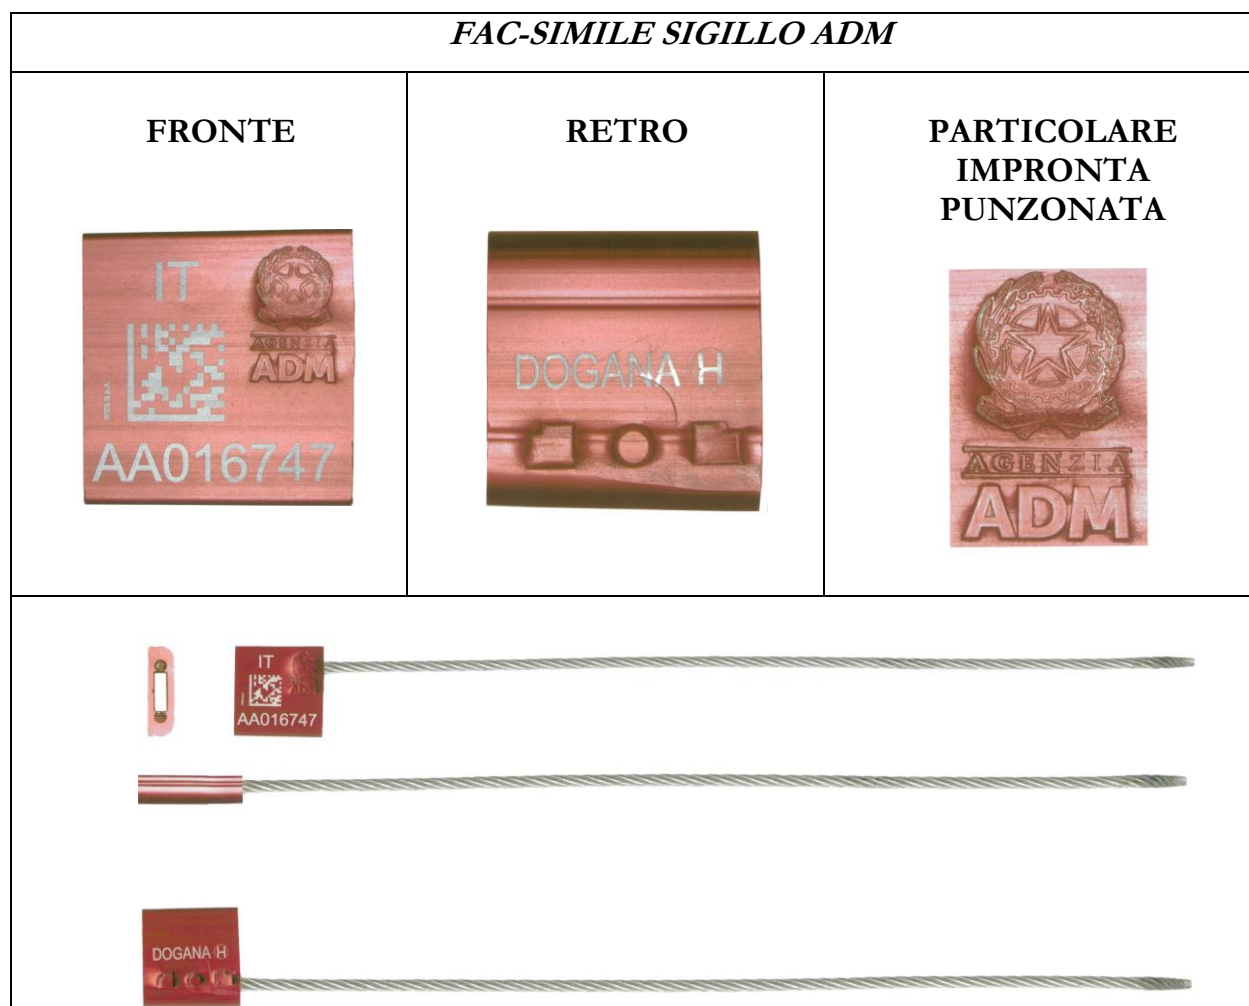 FAC-SIMILE SIGILLO ADM
FRONTE
RETRO
PARTICOLARE
IMPRONTA
PUNZONATA
IT
AGENZIA
ADM
AA016747
DOGANA H
AGENZIA
ADM
IT
AA016747
DOGANA H